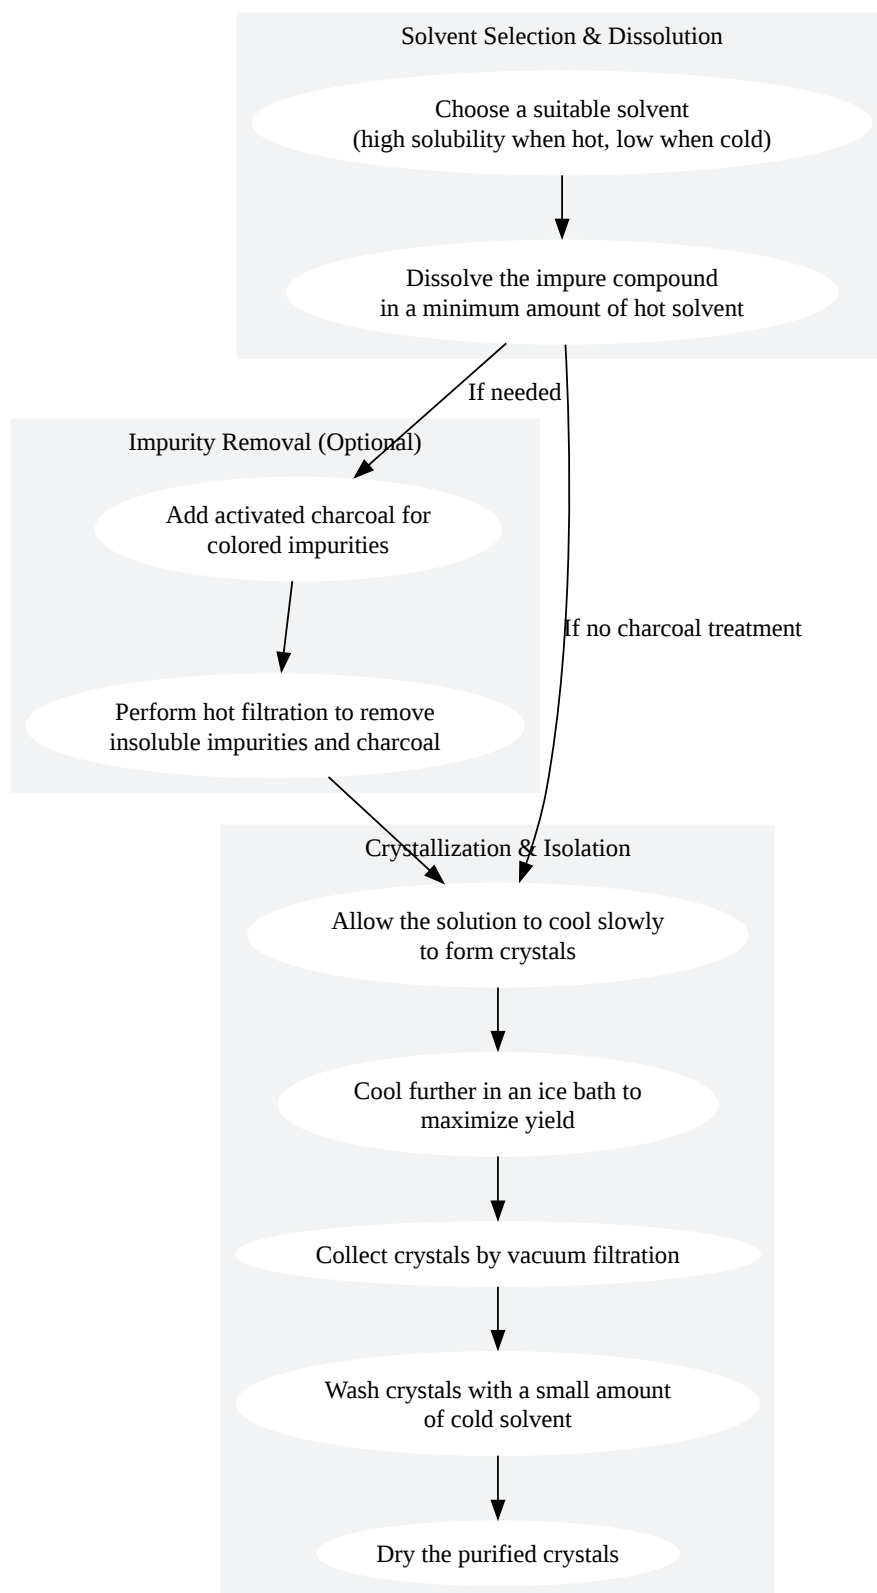 Solvent Selection & Dissolution
Choose a suitable solvent
(high solubility when hot, low when cold)
Dissolve the impure compound
in a minimum amount of hot solvent
If needed
Impurity Removal (Optional)
Add activated charcoal for
colored impurities
If no charcoal treatment
Perform hot filtration to remove
insoluble impurities and charcoal
Crystallization & Isolation
Allow the solution to cool slowly
to form crystals
Cool further in an ice bath to
maximize yield
Collect crystals by vacuum filtration
Wash crystals with a small amount
of cold solvent
Dry the purified crystals